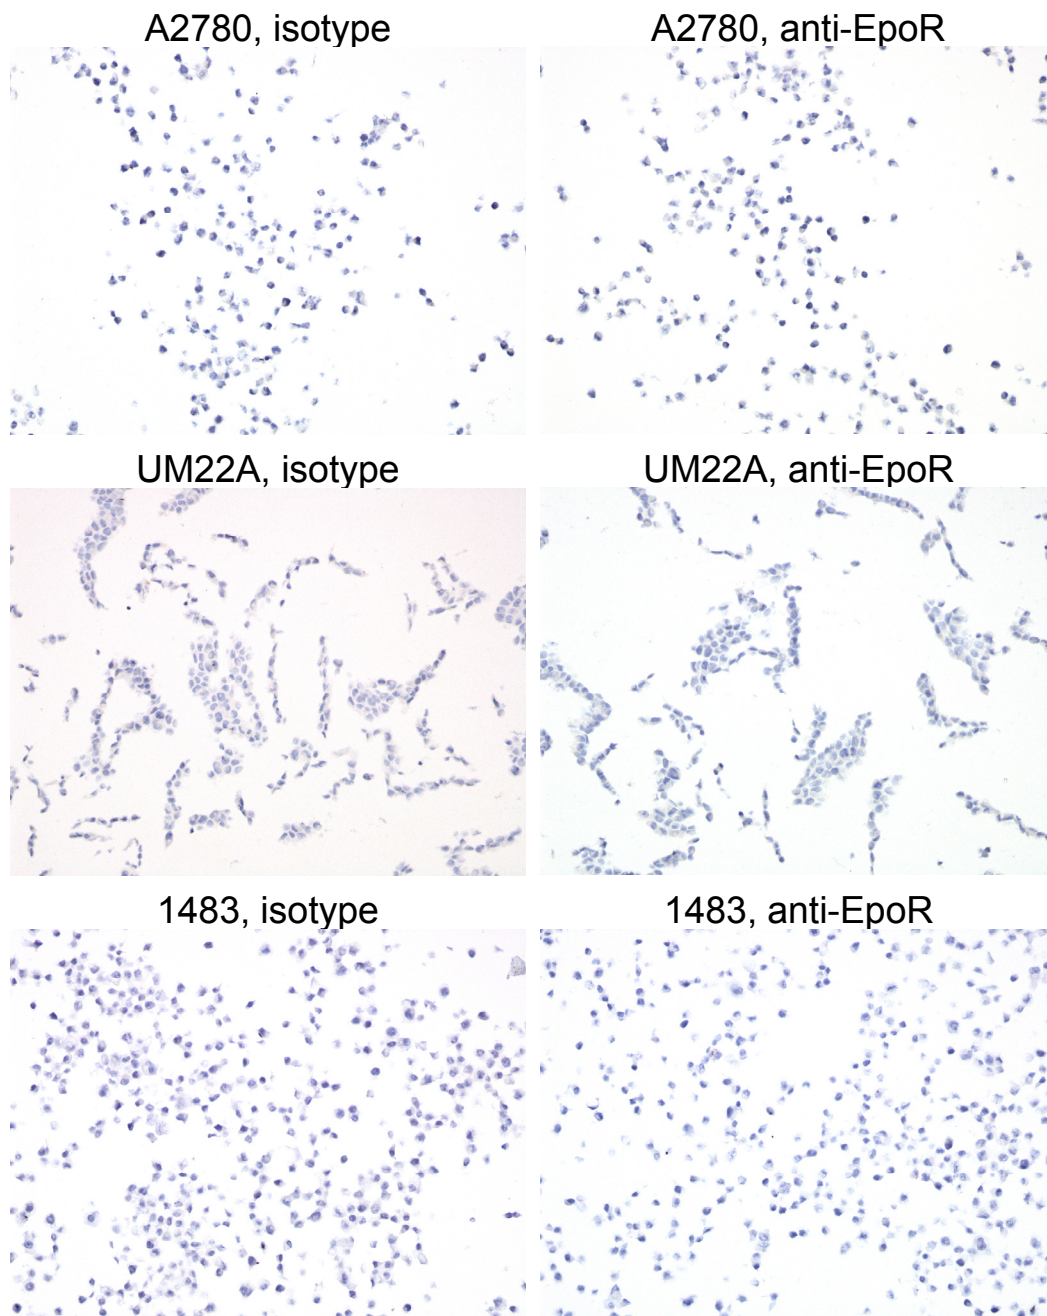 A2780, isotype
A2780, anti-EpoR
UM22A, isotype
UM22A, anti-EpoR
1483, isotype
1483, anti-EpoR